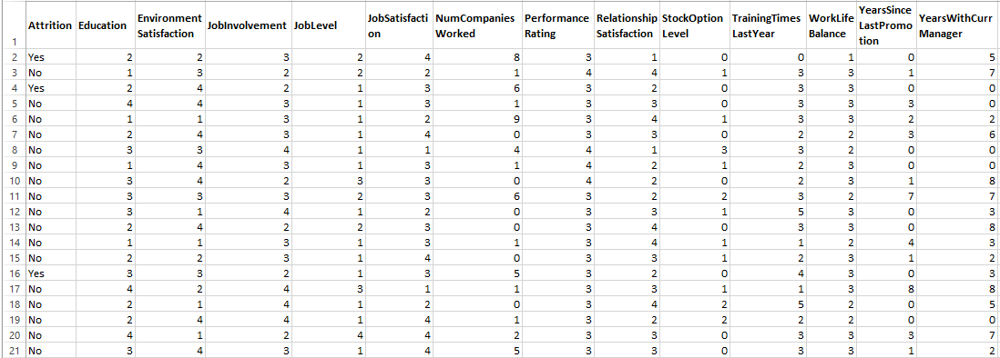 1 Attrition Education Environment Satisfaction JobInvolvement JobLevel JobSatisfacti on NumCompanies Worked Performance Rating Relationship Satisfaction StockOption Level TrainingTimes LastYear WorkLife Balance YearsSince LastPromo tion YearsWithCurr Manager
2 Yes 2 2 3 2 4 8 3 1 0 0 1 0 5
3 No 1 3 2 2 2 1 4 4 1 3 3 1 7
4 Yes 2 4 2 1 3 6 3 2 0 3 3 0 0
5 No 4 4 3 1 3 1 3 3 0 3 3 3 0
6 No 1 1 3 1 2 9 3 4 1 3 3 2 2
7 No 2 4 3 1 4 0 3 3 0 2 2 3 6
8 No 3 3 4 1 1 4 4 1 3 3 2 0 0
9 No 1 4 3 1 3 1 4 2 1 2 3 0 0
10 No 3 4 2 3 3 0 4 2 0 2 3 1 8
11 No 3 3 3 2 3 6 3 2 2 3 2 7 7
12 No 3 1 4 1 2 0 3 3 1 5 3 0 3
13 No 2 4 2 2 3 0 3 4 0 3 3 0 8
14 No 1 1 3 1 3 1 3 4 1 1 2 4 3
15 No 2 2 3 1 4 0 3 3 1 2 3 1 2
16 Yes 3 3 2 1 3 5 3 2 0 4 3 0 3
17 No 4 2 4 3 1 1 3 3 1 1 3 8 8
18 No 2 1 4 1 2 0 3 4 2 5 2 0 5
19 No 2 4 4 1 4 1 3 2 2 2 2 0 0
20 No 4 1 2 4 4 2 3 3 0 3 3 3 7
21 No 3 4 3 1 4 5 3 3 0 3 3 1 2